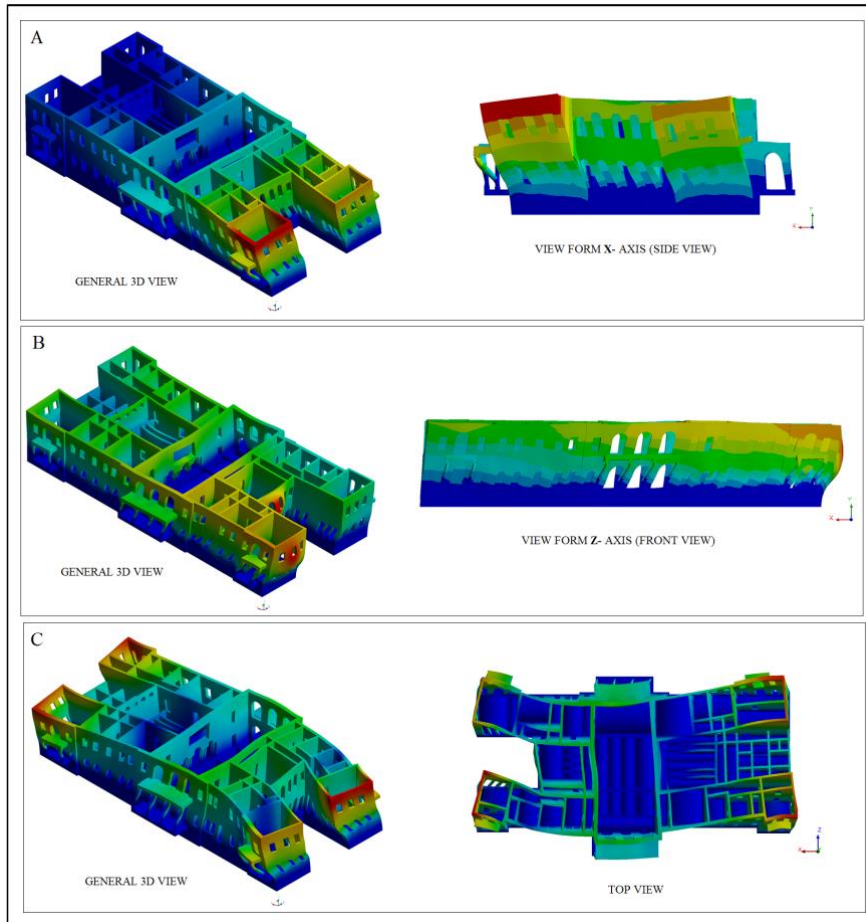 A
GENERAL 3D VIEW
VIEW FORM X- AXIS (SIDE VIEW)
B
GENERAL 3D VIEW
VIEW FORM Z- AXIS (FRONT VIEW)
C
GENERAL 3D VIEW
TOP VIEW